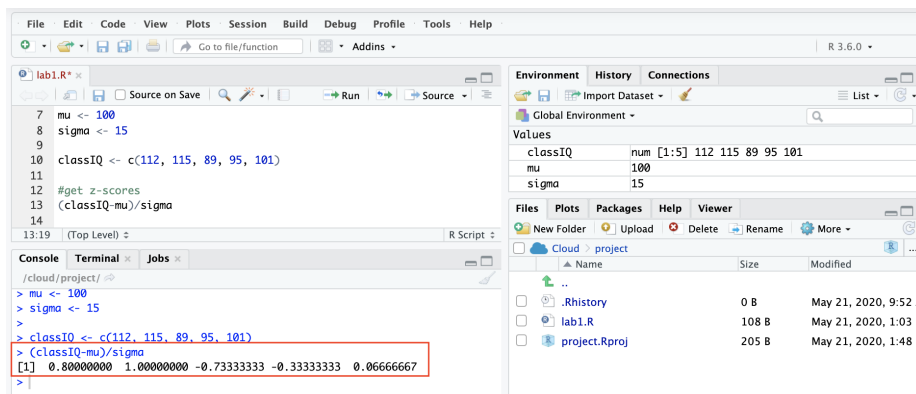 File Edit Code View Plots Session Build Debug Profile Tools Help
Go to file/function Addins R 3.6.0
lab1.R*
Source on Save Run Source
7 mu <- 100
8 sigma <- 15
9
10 classIQ <- c(112, 115, 89, 95, 101)
11
12 #get z-scores
13 (classIQ-mu)/sigma
14
13:19 (Top Level) R Script
Console Terminal Jobs
/cloud/project/
> mu <- 100
> sigma <- 15
>
> classIQ <- c(112, 115, 89, 95, 101)
> (classIQ-mu)/sigma
[1] 0.80000000 1.00000000 -0.73333333 -0.33333333 0.06666667
>
Environment History Connections
Import Dataset List
Global Environment
Values
classIQ num [1:5] 112 115 89 95 101
mu 100
sigma 15
Files Plots Packages Help Viewer
New Folder Upload Delete Rename More
Cloud project R ...
Name Size Modified
..
.Rhistory 0 B May 21, 2020, 9:52
lab1.R 108 B May 21, 2020, 1:03
project.Rproj 205 B May 21, 2020, 1:48